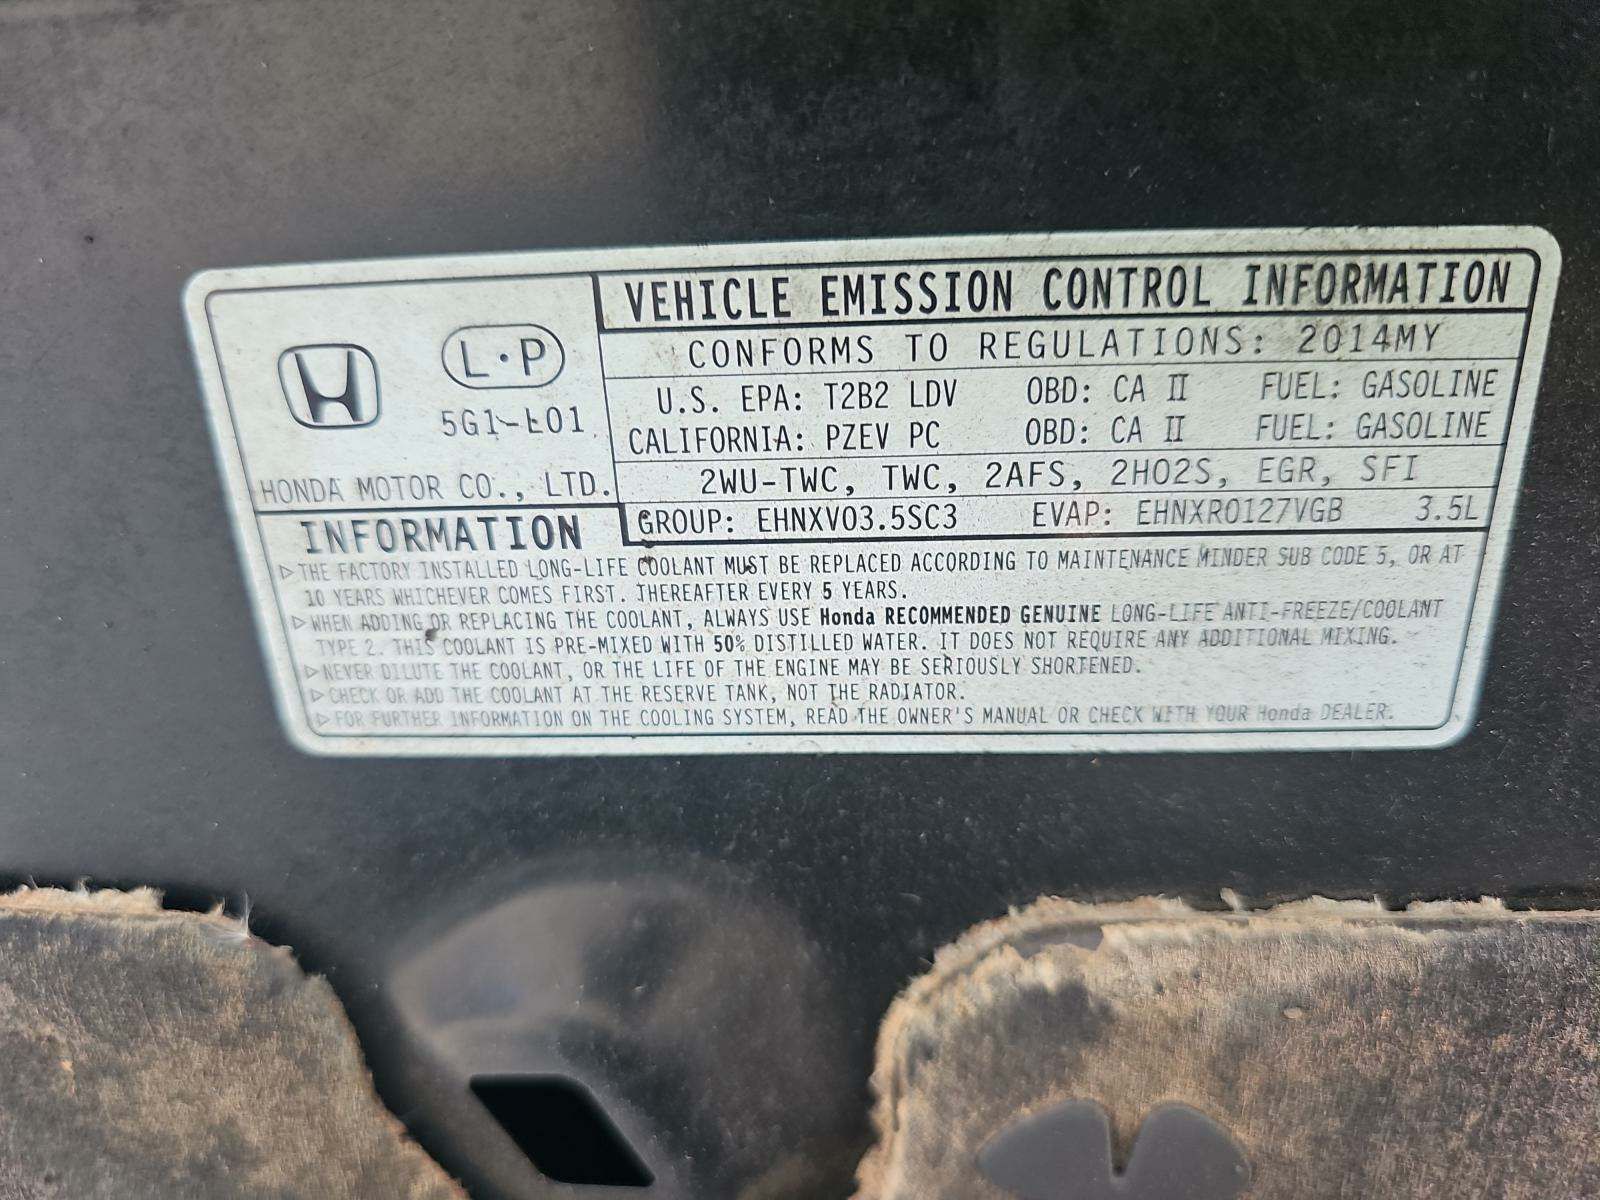 L·P
5G1-E01
HONDA MOTOR CO., LTD.
VEHICLE EMISSION CONTROL INFORMATION
CONFORMS TO REGULATIONS: 2014MY
U.S. EPA: T2B2 LDV OBD: CA II FUEL: GASOLINE
CALIFORNIA: PZEV PC OBD: CA II FUEL: GASOLINE
2WU-TWC, TWC, 2AFS, 2HO2S, EGR, SFI
GROUP: EHNXV03.5SC3 EVAP: EHNXR0127VGB 3.5L
INFORMATION
▷THE FACTORY INSTALLED LONG-LIFE COOLANT MUST BE REPLACED ACCORDING TO MAINTENANCE MINDER SUB CODE 5, OR AT
10 YEARS WHICHEVER COMES FIRST. THEREAFTER EVERY 5 YEARS.
▷WHEN ADDING OR REPLACING THE COOLANT, ALWAYS USE Honda RECOMMENDED GENUINE LONG-LIFE ANTI-FREEZE/COOLANT
TYPE 2. THIS COOLANT IS PRE-MIXED WITH 50% DISTILLED WATER. IT DOES NOT REQUIRE ANY ADDITIONAL MIXING.
▷NEVER DILUTE THE COOLANT, OR THE LIFE OF THE ENGINE MAY BE SERIOUSLY SHORTENED.
▷CHECK OR ADD THE COOLANT AT THE RESERVE TANK, NOT THE RADIATOR.
▷FOR FURTHER INFORMATION ON THE COOLING SYSTEM, READ THE OWNER'S MANUAL OR CHECK WITH YOUR Honda DEALER.